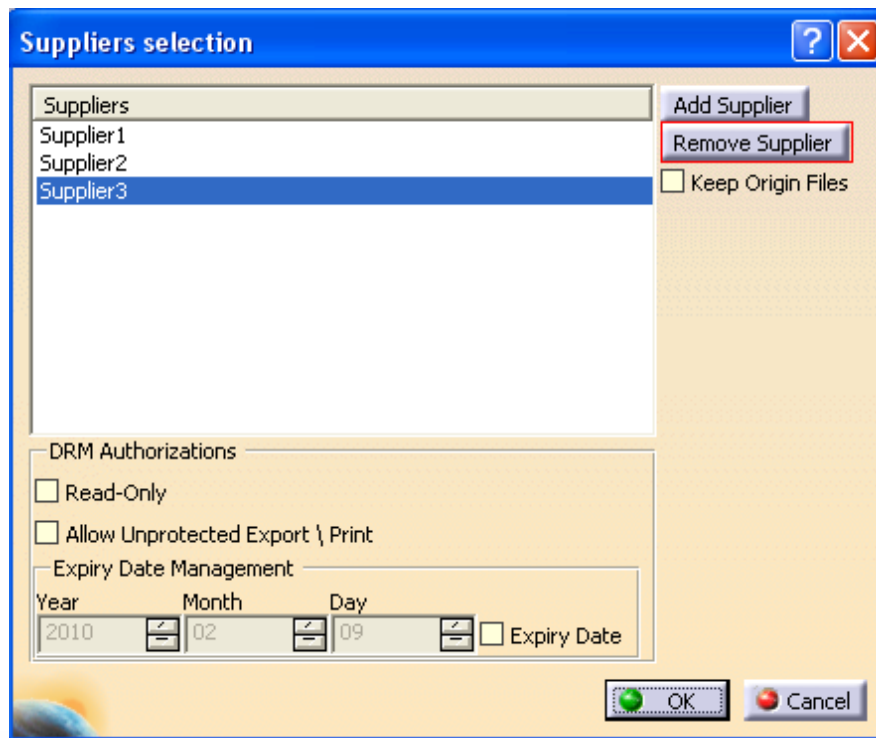 Suppliers selection
Suppliers
Supplier1
Supplier2
Supplier3
Add Supplier
Remove Supplier
Keep Origin Files
DRM Authorizations
Read-Only
Allow Unprotected Export \ Print
Expiry Date Management
Year Month Day
2010 02 09 Expiry Date
OK Cancel